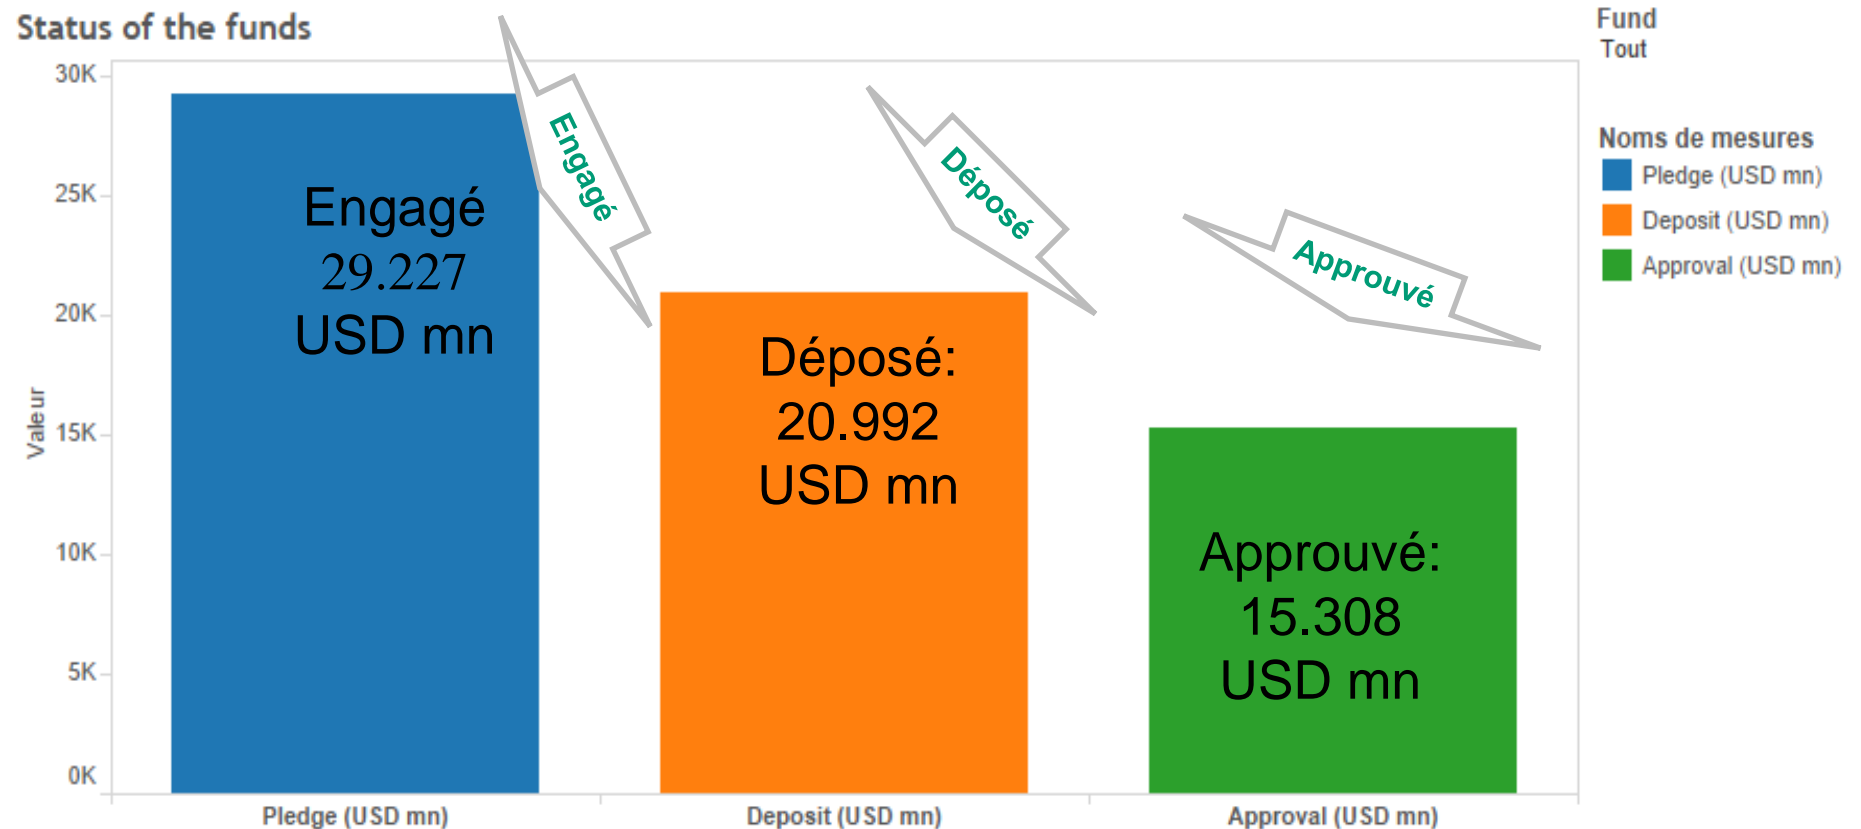 Status of the funds
Fund
Tout
Noms de mesures
Pledge (USD mn)
Deposit (USD mn)
Approval (USD mn)
Valeur
30K
25K
20K
15K
10K
5K
0K
Engagé
29.227
USD mn
Engagé
Déposé:
20.992
USD mn
Déposé
Approuvé:
15.308
USD mn
Approuvé
Pledge (USD mn)
Deposit (USD mn)
Approval (USD mn)